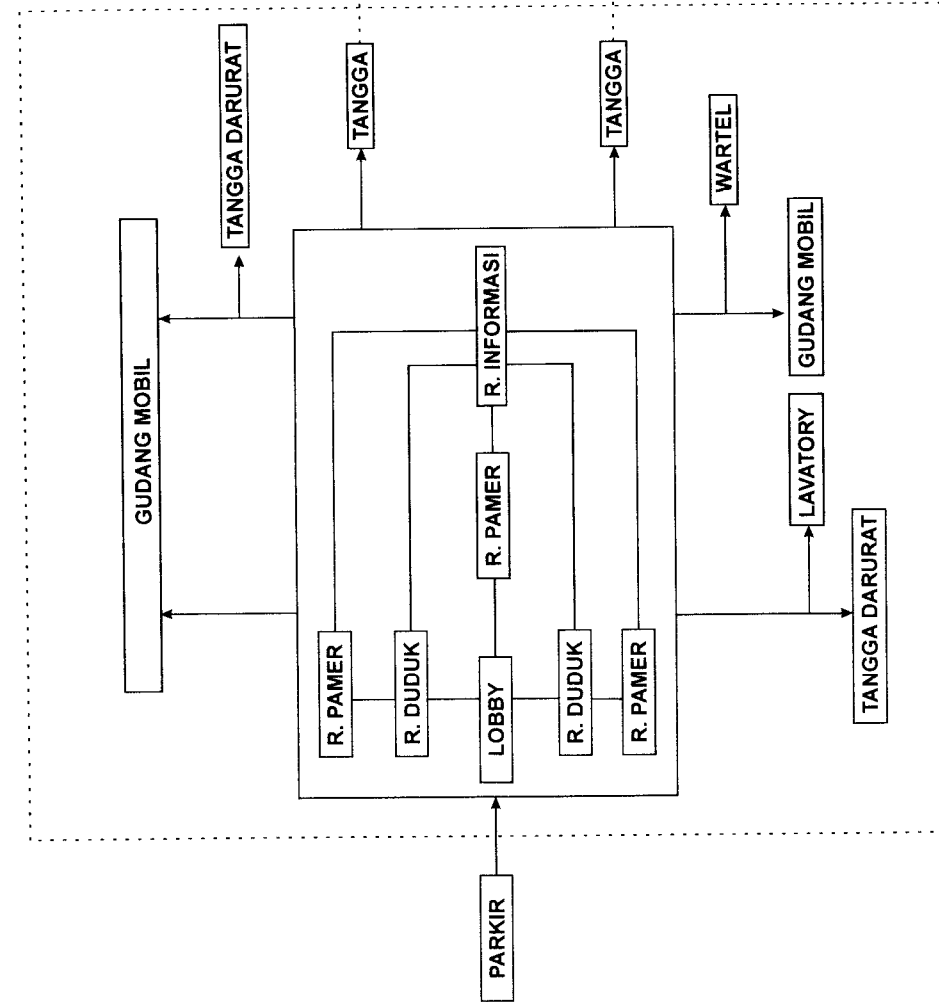 GUDANG MOBIL
TANGGA DARURAT
TANGGA
TANGGA
WARTEL
GUDANG MOBIL
LAVATORY
TANGGA DARURAT
R. PAMER
R. DUDUK
LOBBY
R. DUDUK
R. PAMER
R. PAMER
R. INFORMASI
PARKIR